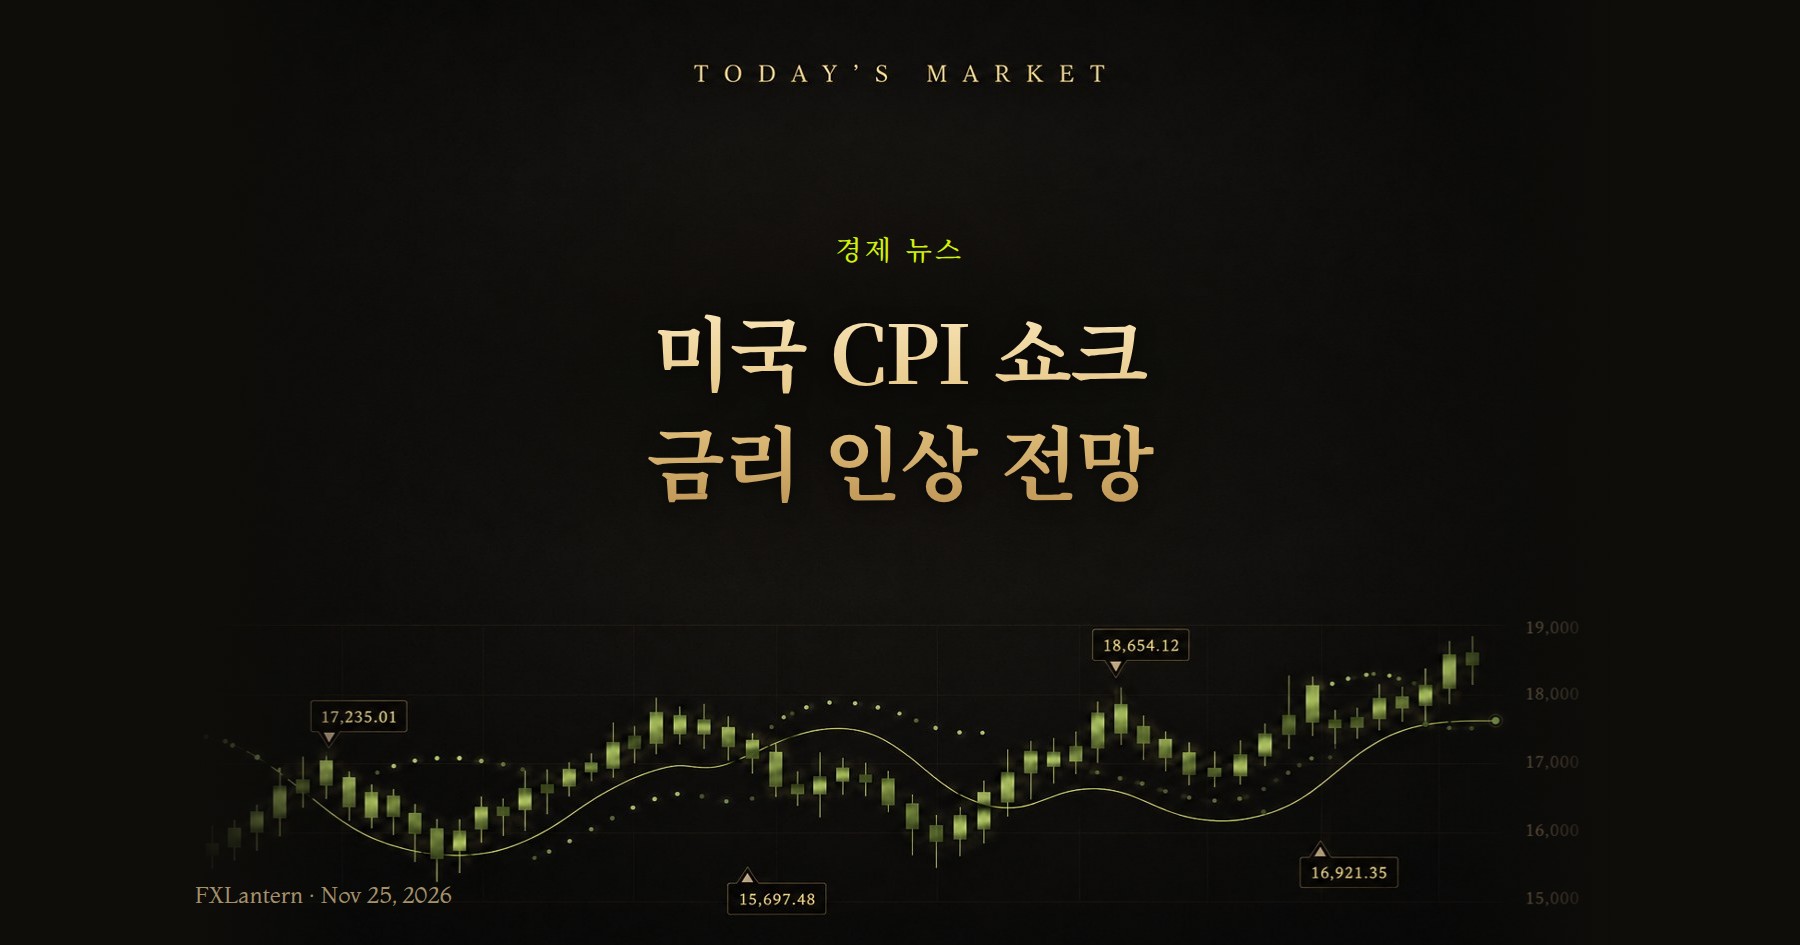 TODAY’S MARKET
경제 뉴스
미국 CPI 쇼크
금리 인상 전망
19,000
18,654.12
18,000
17,235.01
17,000
16,000
16,921.35
15,697.48
15,000
FXLantern · Nov 25, 2026